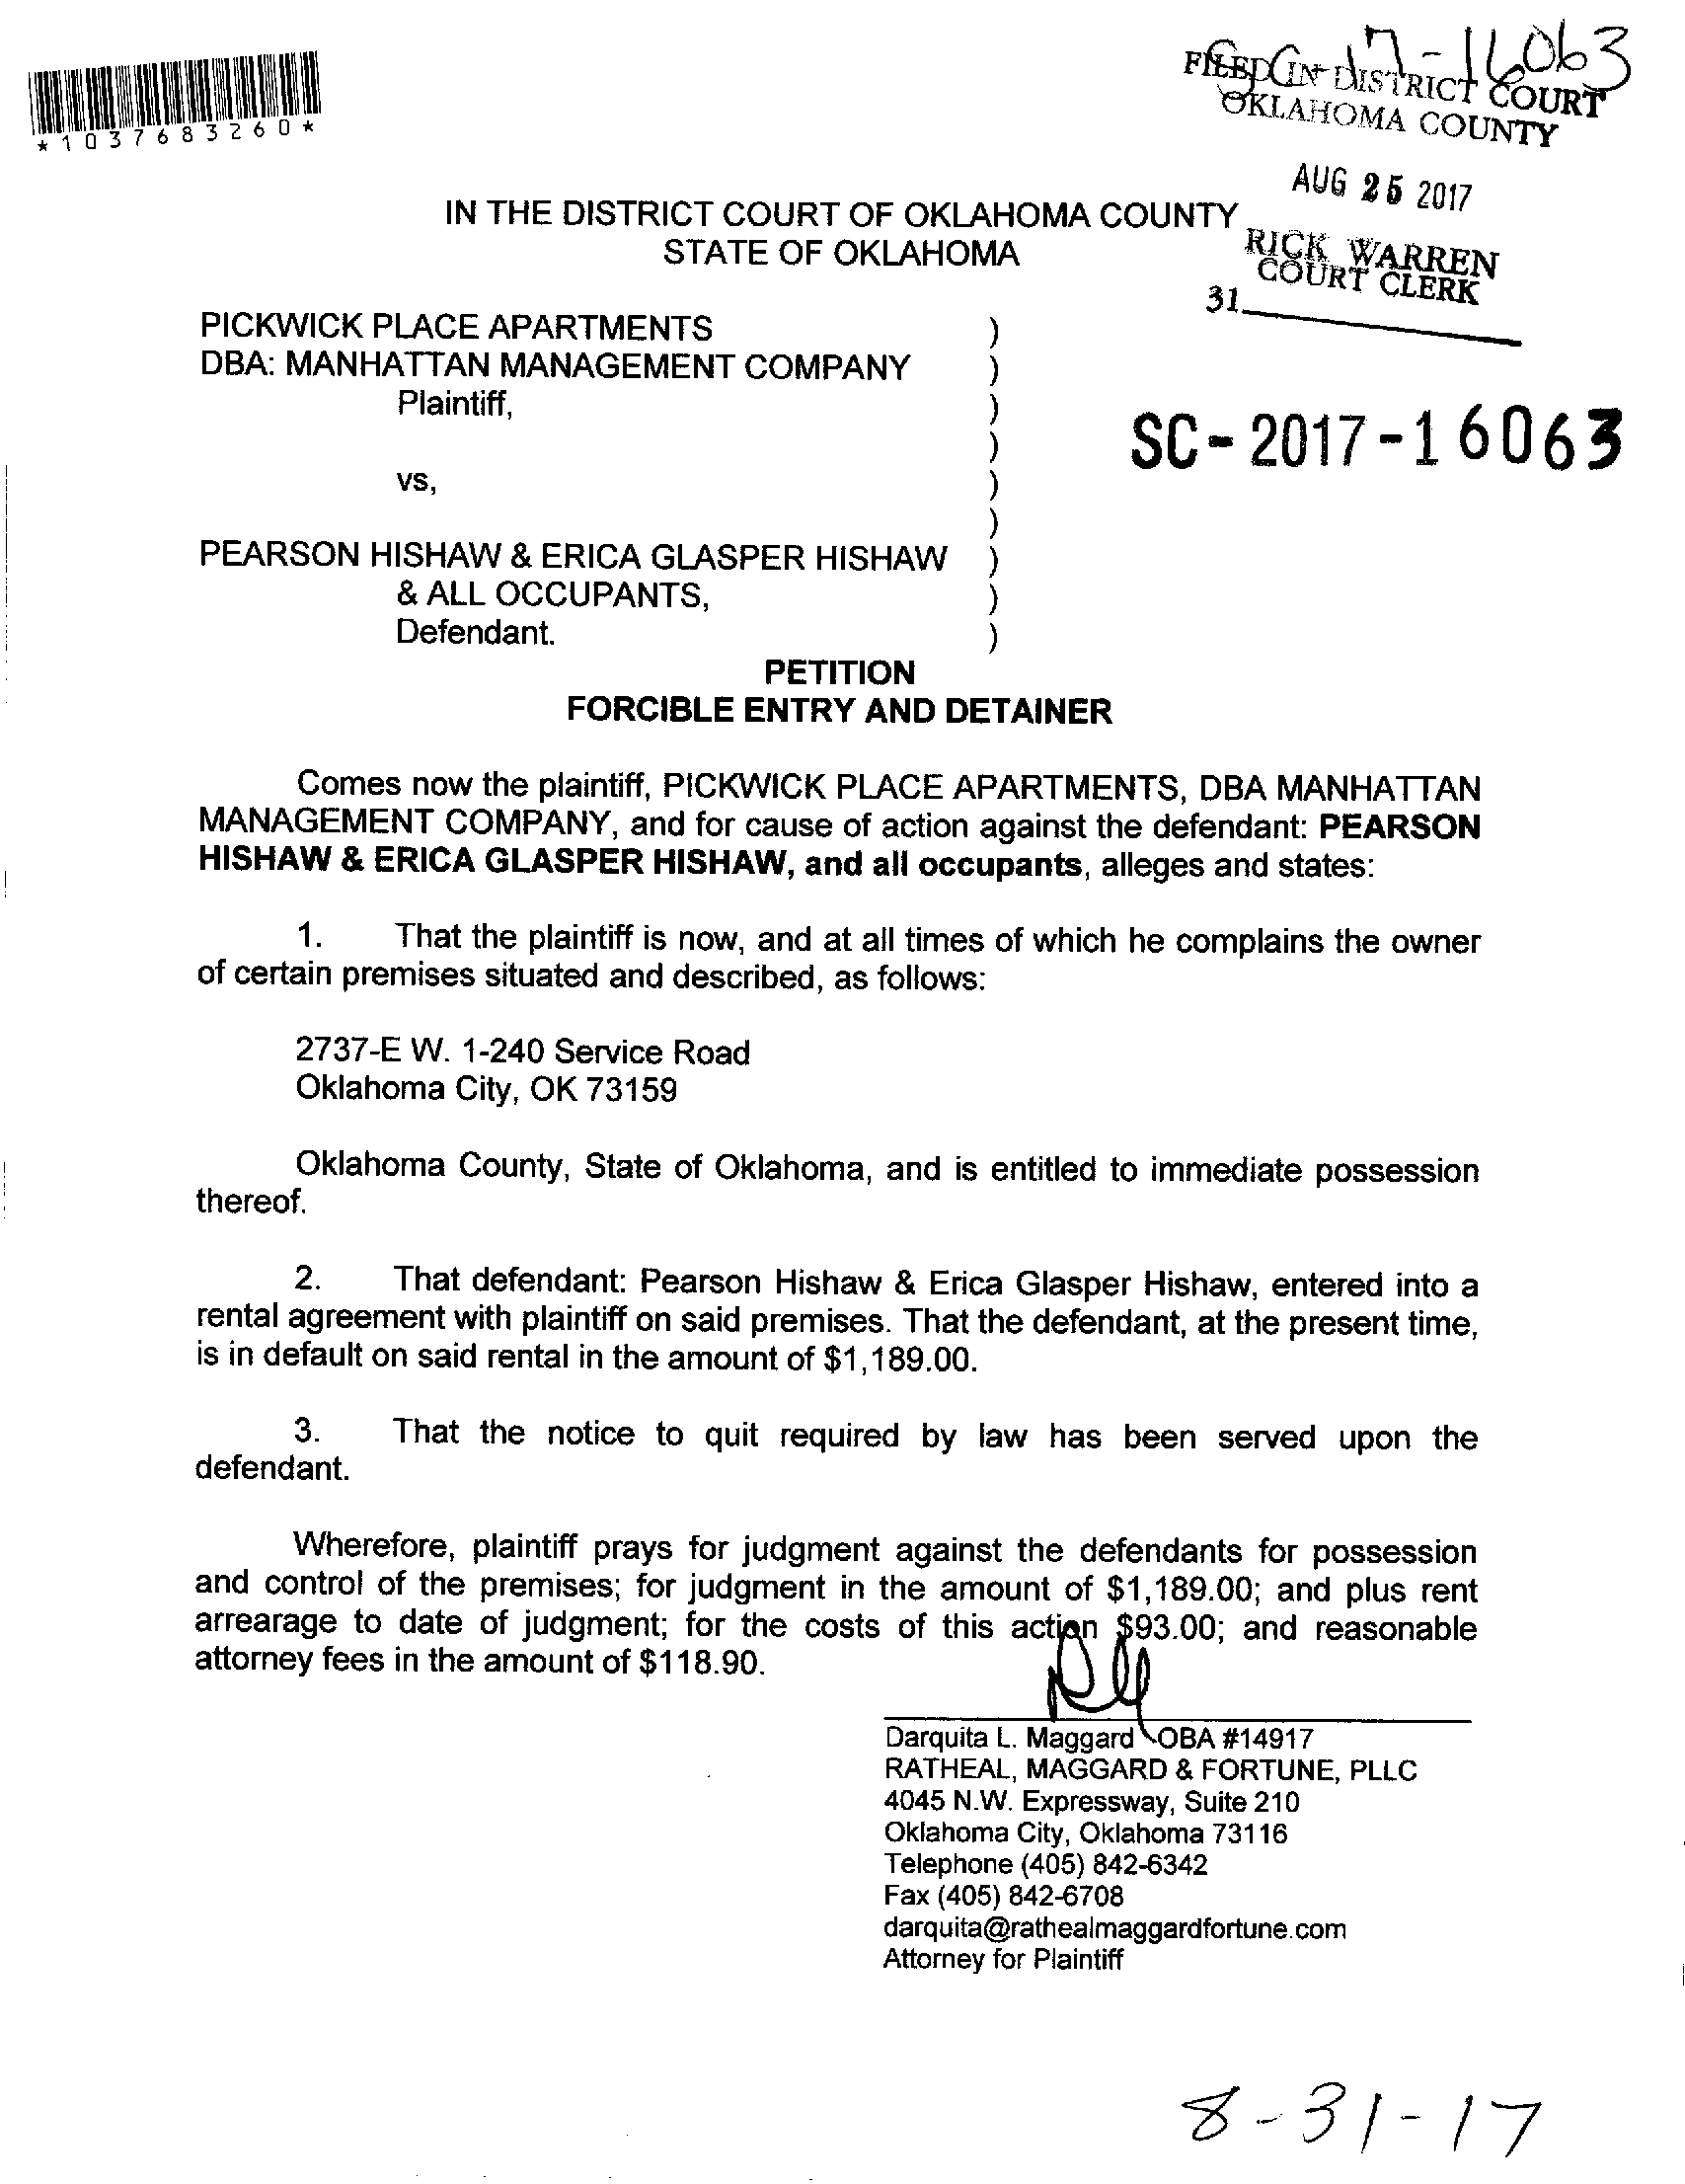 SC-17-16063
*1037683260*
FILED IN DISTRICT COURT
OKLAHOMA COUNTY
AUG 25 2017
RICK WARREN
COURT CLERK
31
IN THE DISTRICT COURT OF OKLAHOMA COUNTY
STATE OF OKLAHOMA
PICKWICK PLACE APARTMENTS )
DBA: MANHATTAN MANAGEMENT COMPANY )
Plaintiff, )
)
vs, )
)
SC-2017-16063
PEARSON HISHAW & ERICA GLASPER HISHAW )
& ALL OCCUPANTS, )
Defendant. )
PETITION
FORCIBLE ENTRY AND DETAINER
Comes now the plaintiff, PICKWICK PLACE APARTMENTS, DBA MANHATTAN
MANAGEMENT COMPANY, and for cause of action against the defendant: PEARSON
HISHAW & ERICA GLASPER HISHAW, and all occupants, alleges and states:
1. That the plaintiff is now, and at all times of which he complains the owner
of certain premises situated and described, as follows:
2737-E W. 1-240 Service Road
Oklahoma City, OK 73159
Oklahoma County, State of Oklahoma, and is entitled to immediate possession
thereof.
2. That defendant: Pearson Hishaw & Erica Glasper Hishaw, entered into a
rental agreement with plaintiff on said premises. That the defendant, at the present time,
is in default on said rental in the amount of $1,189.00.
3. That the notice to quit required by law has been served upon the
defendant.
Wherefore, plaintiff prays for judgment against the defendants for possession
and control of the premises; for judgment in the amount of $1,189.00; and plus rent
arrearage to date of judgment; for the costs of this action $93.00; and reasonable
attorney fees in the amount of $118.90.
Darquita L. Maggard OBA #14917
RATHEAL, MAGGARD & FORTUNE, PLLC
4045 N.W. Expressway, Suite 210
Oklahoma City, Oklahoma 73116
Telephone (405) 842-6342
Fax (405) 842-6708
darquita@rathealmaggardfortune.com
Attorney for Plaintiff
8-31-17